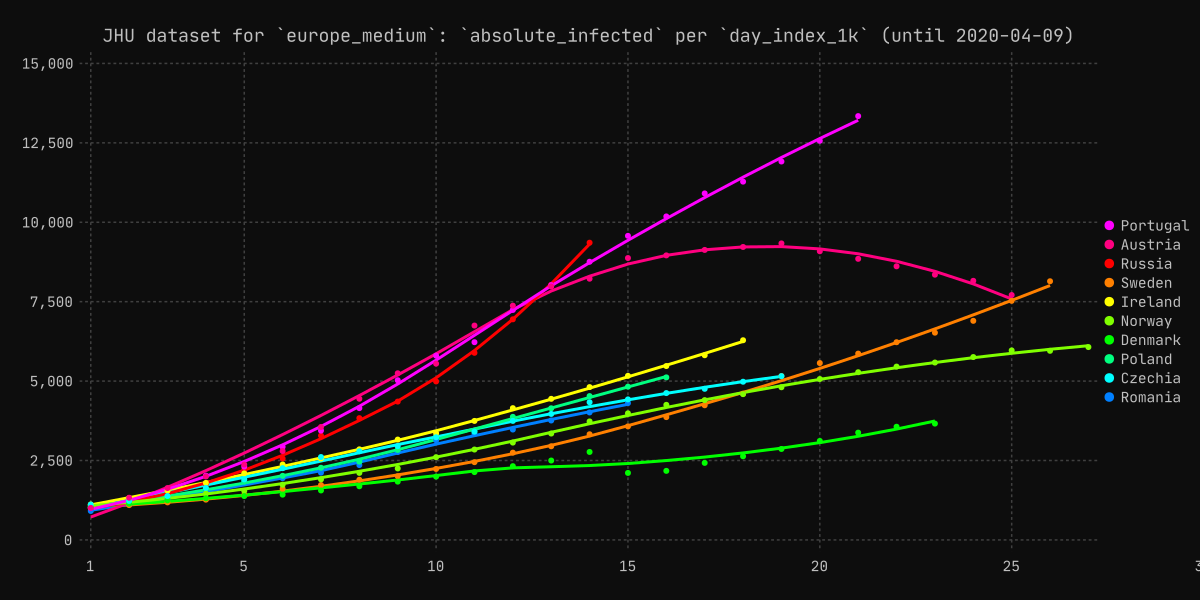 JHU dataset for `europe_medium`: `absolute_infected` per `day_index_1k` (until 2020-04-09)
15,000
12,500
10,000
7,500
5,000
2,500
0
1 5 10 15 20 25 3
Portugal
Austria
Russia
Sweden
Ireland
Norway
Denmark
Poland
Czechia
Romania